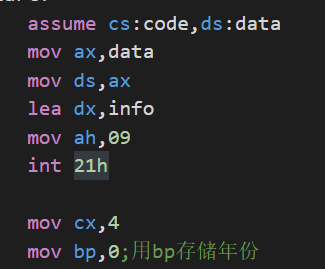 assume cs:code,ds:data
mov ax,data
mov ds,ax
lea dx,info
mov ah,09
int 21h
mov cx,4
mov bp,0;用bp存储年份